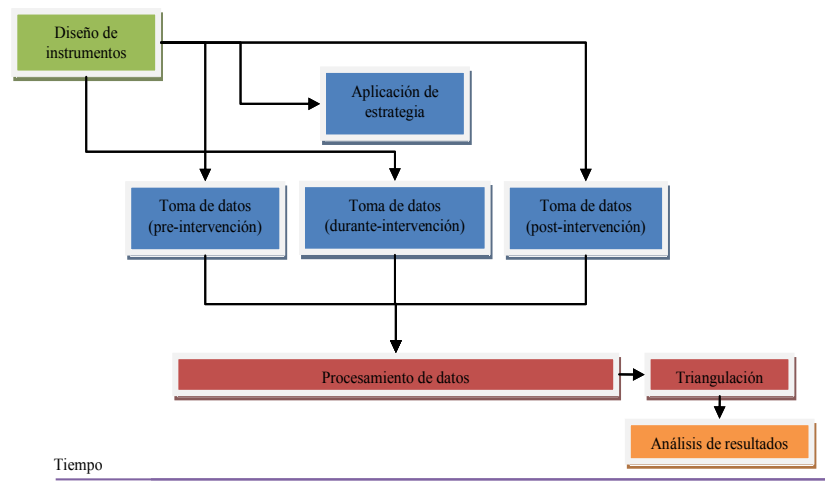 Diseño de
instrumentos
Aplicación de
estrategia
Toma de datos
(pre-intervención)
Toma de datos
(durante-intervención)
Toma de datos
(post-intervención)
Procesamiento de datos
Triangulación
Análisis de resultados
Tiempo